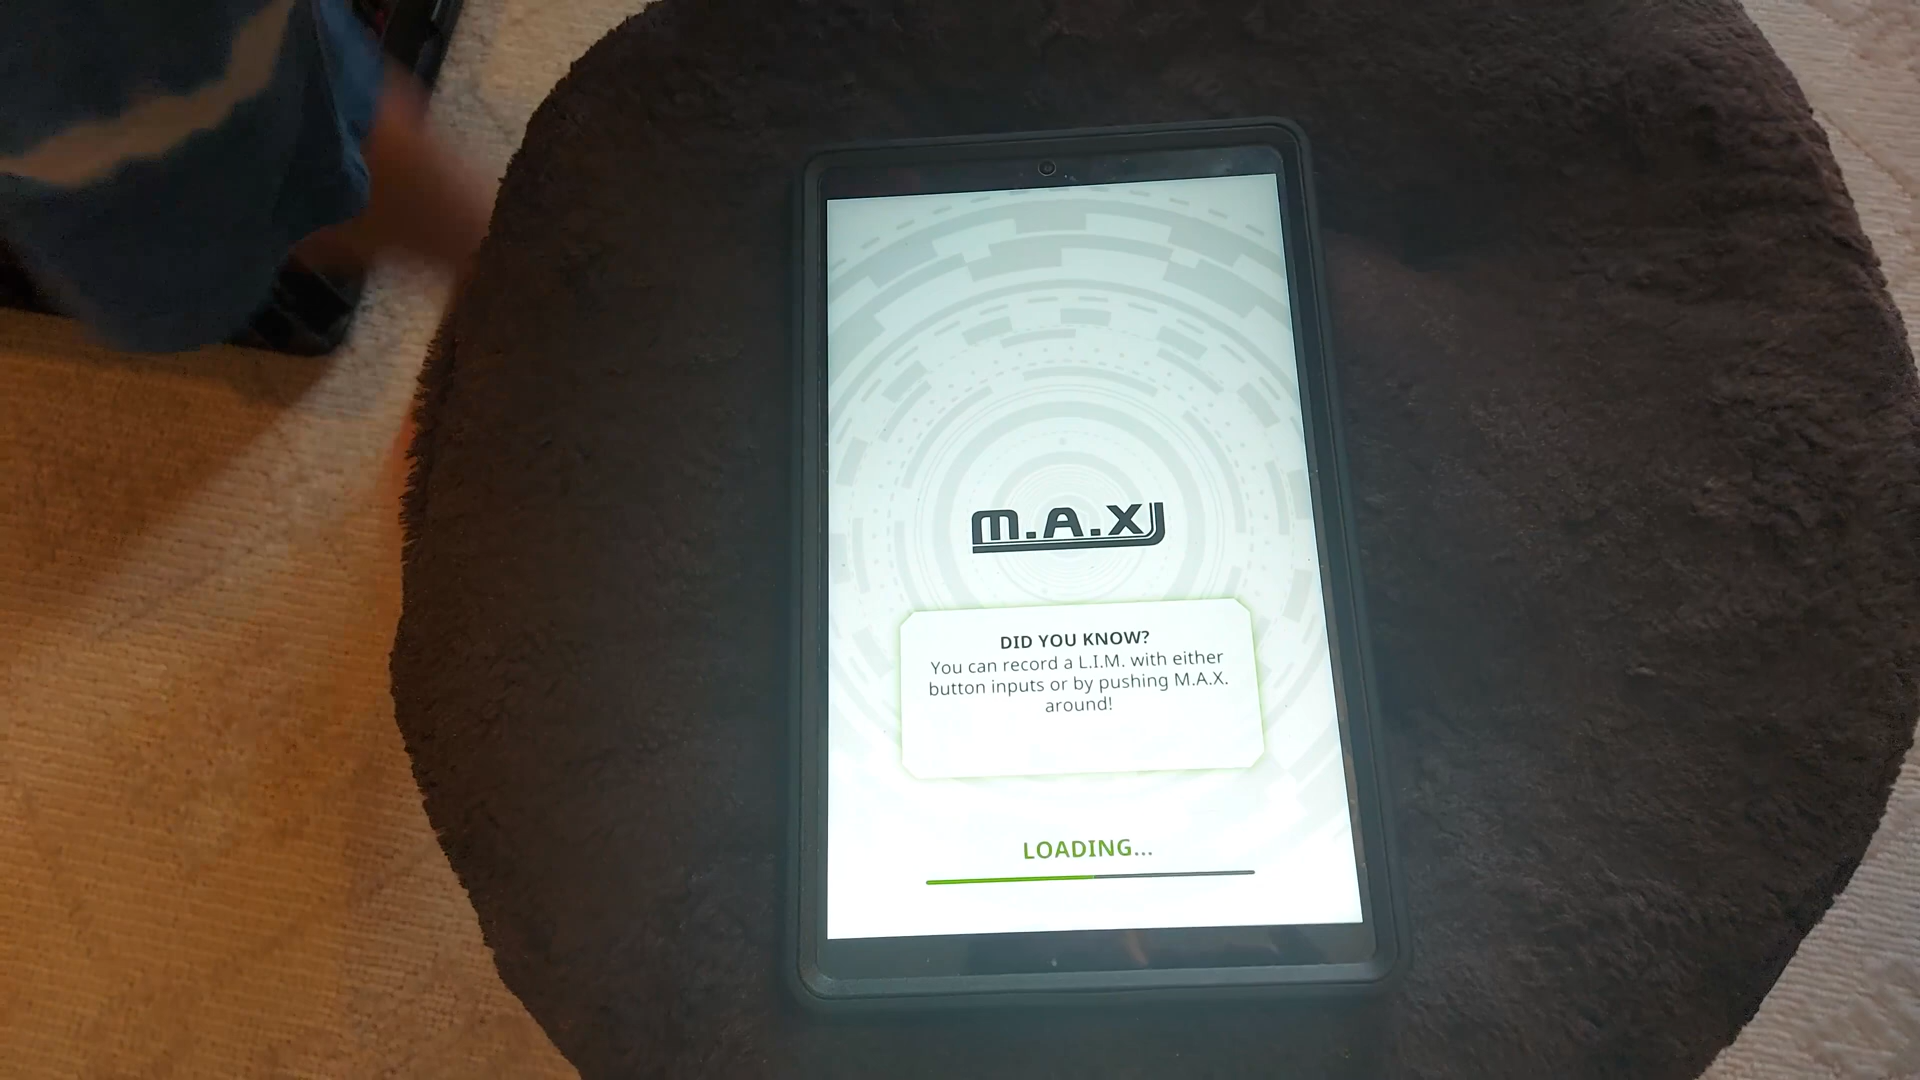 M.A.X
DID YOU KNOW?
You can record a L.I.M. with either
button inputs or by pushing M.A.X.
around!
LOADING...